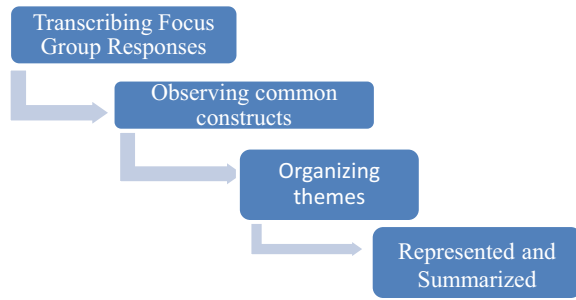 Transcribing Focus
Group Responses
Observing common
constructs
Organizing
themes
Represented and
Summarized